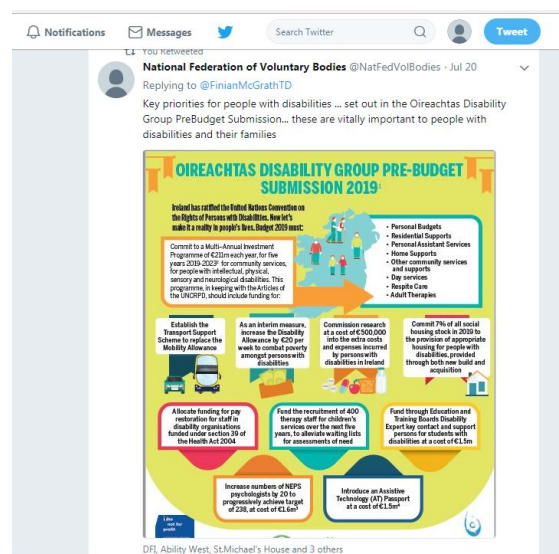 Notifications
Messages
Search Twitter
Tweet
You Retweeted
National Federation of Voluntary Bodies @NatFedVolBodies · Jul 20
Replying to @FinianMcGrathTD
Key priorities for people with disabilities ... set out in the Oireachtas Disability
Group PreBudget Submission... these are vitally important to people with
disabilities and their families
OIREACHTAS DISABILITY GROUP PRE-BUDGET
SUBMISSION 2019¹
Ireland has ratified the United Nations Convention on
the Rights of Persons with Disabilities. Now let's
make it a reality in people's lives. Budget 2019 must:
Commit to a Multi-Annual Investment
Programme of €211m each year, for five
years 2019-2023² for community services,
for people with intellectual, physical,
sensory and neurological disabilities. This
programme, in keeping with the Articles of
the UNCRPD, should include funding for:
• Personal Budgets
• Residential Supports
• Personal Assistant Services
• Home Supports
• Other community services
and supports
• Day services
• Respite Care
• Adult Therapies
Establish the
Transport Support
Scheme to replace the
Mobility Allowance
As an interim measure,
increase the Disability
Allowance by €20 per
week to combat poverty
amongst persons with
disabilities
Commission research
at a cost of €500,000
into the extra costs
and expenses incurred
by persons with
disabilities in Ireland
Commit 7% of all social
housing stock in 2019 to
the provision of appropriate
housing for people with
disabilities, provided
through both new build and
acquisition
Allocate funding for pay
restoration for staff in
disability organisations
funded under section 39 of
the Health Act 2004
Fund the recruitment of 400
therapy staff for children's
services over the next five
years, to alleviate waiting lists
for assessments of need
Fund through Education and
Training Boards Disability
Expert key contact and support
persons for students with
disabilities at a cost of €1.5m
Increase numbers of NEPS
psychologists by 20 to
progressively achieve target
of 238, at cost of €1.6m³
Introduce an Assistive
Technology (AT) Passport
at a cost of €1.5m⁴
not for
profit
DFI, Ability West, St.Michael's House and 3 others